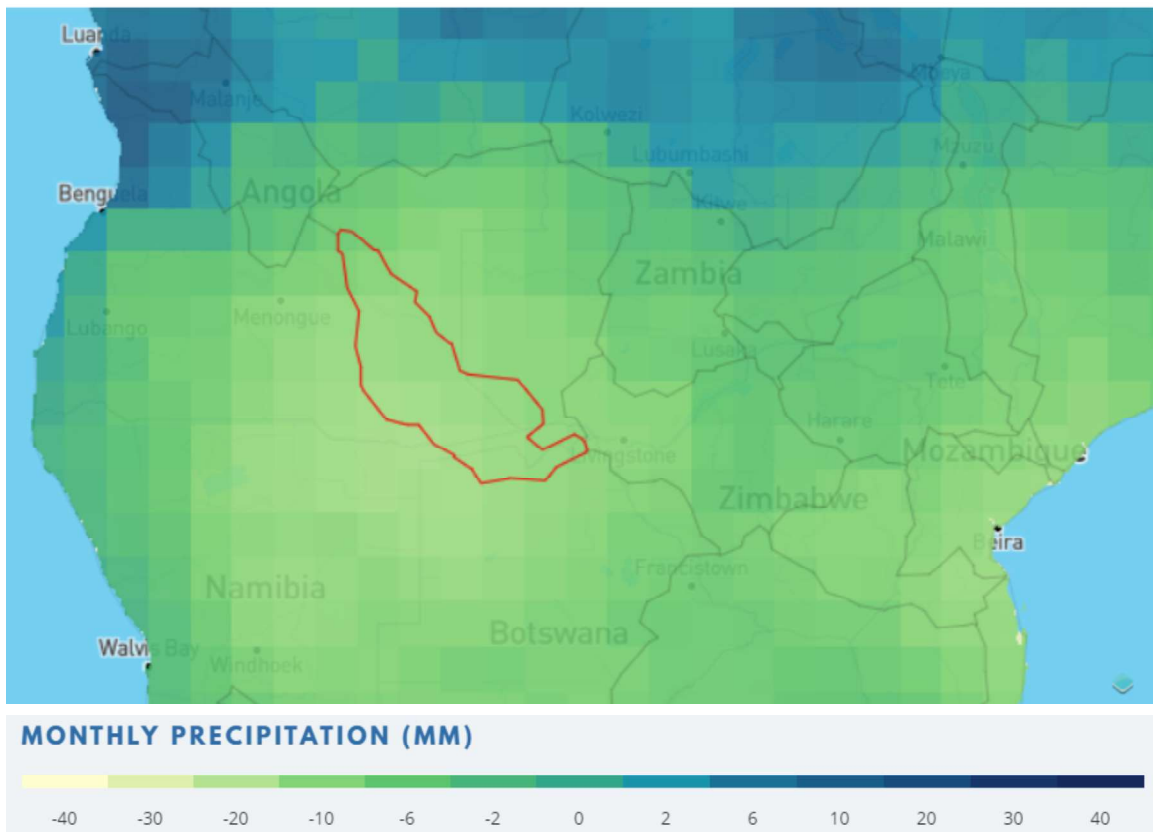 Luanda
Malanje
Mbeya
Kolwezi
Lubumbashi
Mzuzu
Benguela
Angola
Kitwe
Malawi
Zambia
Lubango
Menongue
Lusaka
Tete
Harare
Livingstone
Mozambique
Zimbabwe
Beira
Francistown
Namibia
Botswana
Walvis Bay
Windhoek
MONTHLY PRECIPITATION (MM)
-40 -30 -20 -10 -6 -2 0 2 6 10 20 30 40